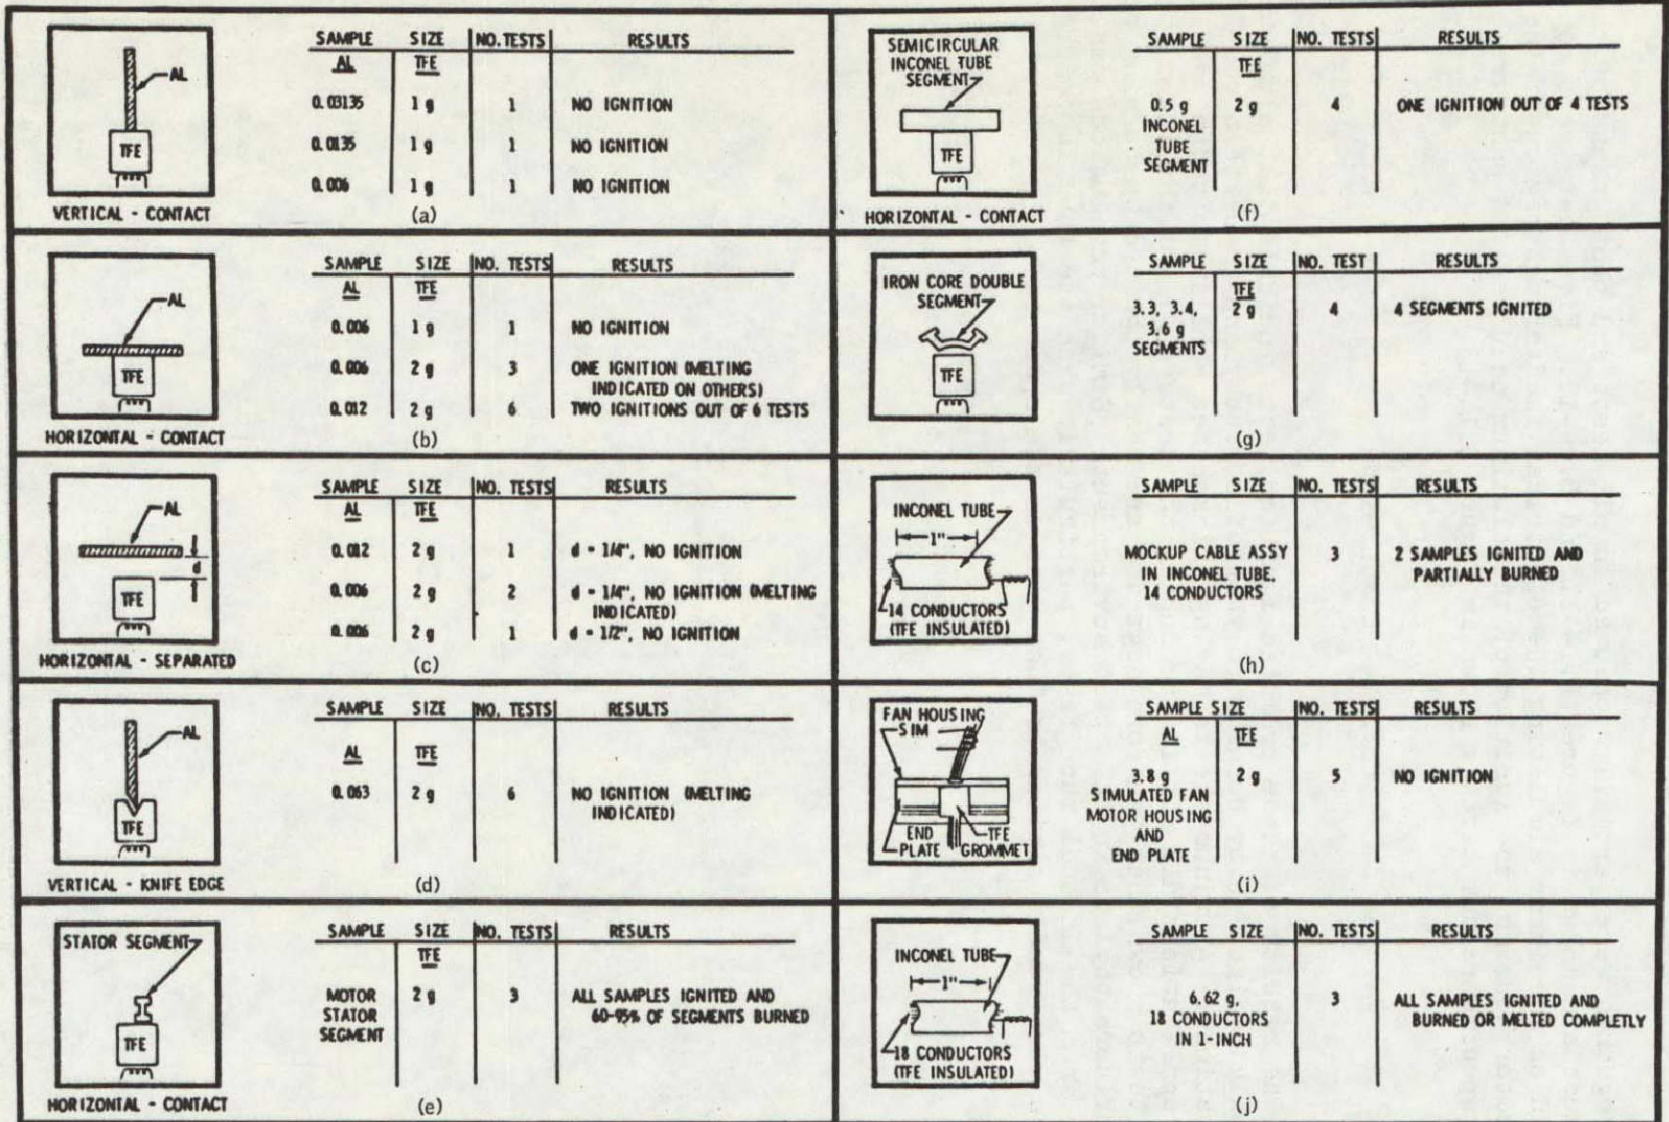 AL
TFE
VERTICAL - CONTACT
SAMPLE SIZE NO. TESTS RESULTS
AL TFE
0.03135 1 g 1 NO IGNITION
0.0135 1 g 1 NO IGNITION
0.006 1 g 1 NO IGNITION
(a)
AL
TFE
HORIZONTAL - CONTACT
SAMPLE SIZE NO. TESTS RESULTS
AL TFE
0.006 1 g 1 NO IGNITION
0.006 2 g 3 ONE IGNITION (MELTING
INDICATED ON OTHERS)
0.012 2 g 6 TWO IGNITIONS OUT OF 6 TESTS
(b)
AL
d
TFE
HORIZONTAL - SEPARATED
SAMPLE SIZE NO. TESTS RESULTS
AL TFE
0.012 2 g 1 d - 1/4", NO IGNITION
0.006 2 g 2 d - 1/4", NO IGNITION (MELTING
INDICATED)
0.006 2 g 1 d - 1/2", NO IGNITION
(c)
AL
TFE
VERTICAL - KNIFE EDGE
SAMPLE SIZE NO. TESTS RESULTS
AL TFE
0.063 2 g 6 NO IGNITION (MELTING
INDICATED)
(d)
STATOR SEGMENT
TFE
HORIZONTAL - CONTACT
SAMPLE SIZE NO. TESTS RESULTS
TFE
MOTOR 2 g 3 ALL SAMPLES IGNITED AND
STATOR 60-95% OF SEGMENTS BURNED
SEGMENT
(e)
SEMICIRCULAR
INCONEL TUBE
SEGMENT
TFE
HORIZONTAL - CONTACT
SAMPLE SIZE NO. TESTS RESULTS
TFE
0.5 g 2 g 4 ONE IGNITION OUT OF 4 TESTS
INCONEL
TUBE
SEGMENT
(f)
IRON CORE DOUBLE
SEGMENT
TFE
SAMPLE SIZE NO. TEST RESULTS
TFE
3.3, 3.4, 2 g 4 4 SEGMENTS IGNITED
3.6 g
SEGMENTS
(g)
INCONEL TUBE
1"
14 CONDUCTORS
(TFE INSULATED)
SAMPLE SIZE NO. TESTS RESULTS
MOCKUP CABLE ASSY 3 2 SAMPLES IGNITED AND
IN INCONEL TUBE, PARTIALLY BURNED
14 CONDUCTORS
(h)
FAN HOUSING
SIM
END TFE
PLATE GROMMET
SAMPLE SIZE NO. TESTS RESULTS
AL TFE
3.8 g 2 g 5 NO IGNITION
SIMULATED FAN
MOTOR HOUSING
AND
END PLATE
(i)
INCONEL TUBE
1"
18 CONDUCTORS
(TFE INSULATED)
SAMPLE SIZE NO. TESTS RESULTS
6.62 g, 3 ALL SAMPLES IGNITED AND
18 CONDUCTORS BURNED OR MELTED COMPLETLY
IN 1-INCH
(j)